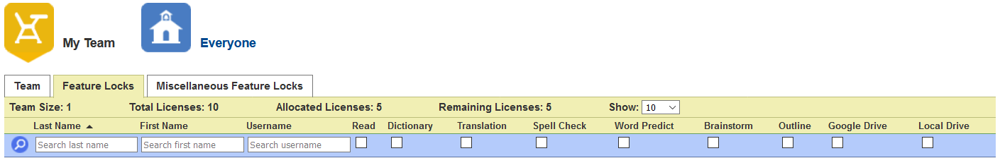 My Team Everyone
Team Feature Locks Miscellaneous Feature Locks
Team Size: 1 Total Licenses: 10 Allocated Licenses: 5 Remaining Licenses: 5 Show: 10
Last Name First Name Username Read Dictionary Translation Spell Check Word Predict Brainstorm Outline Google Drive Local Drive
Search last name Search first name Search username